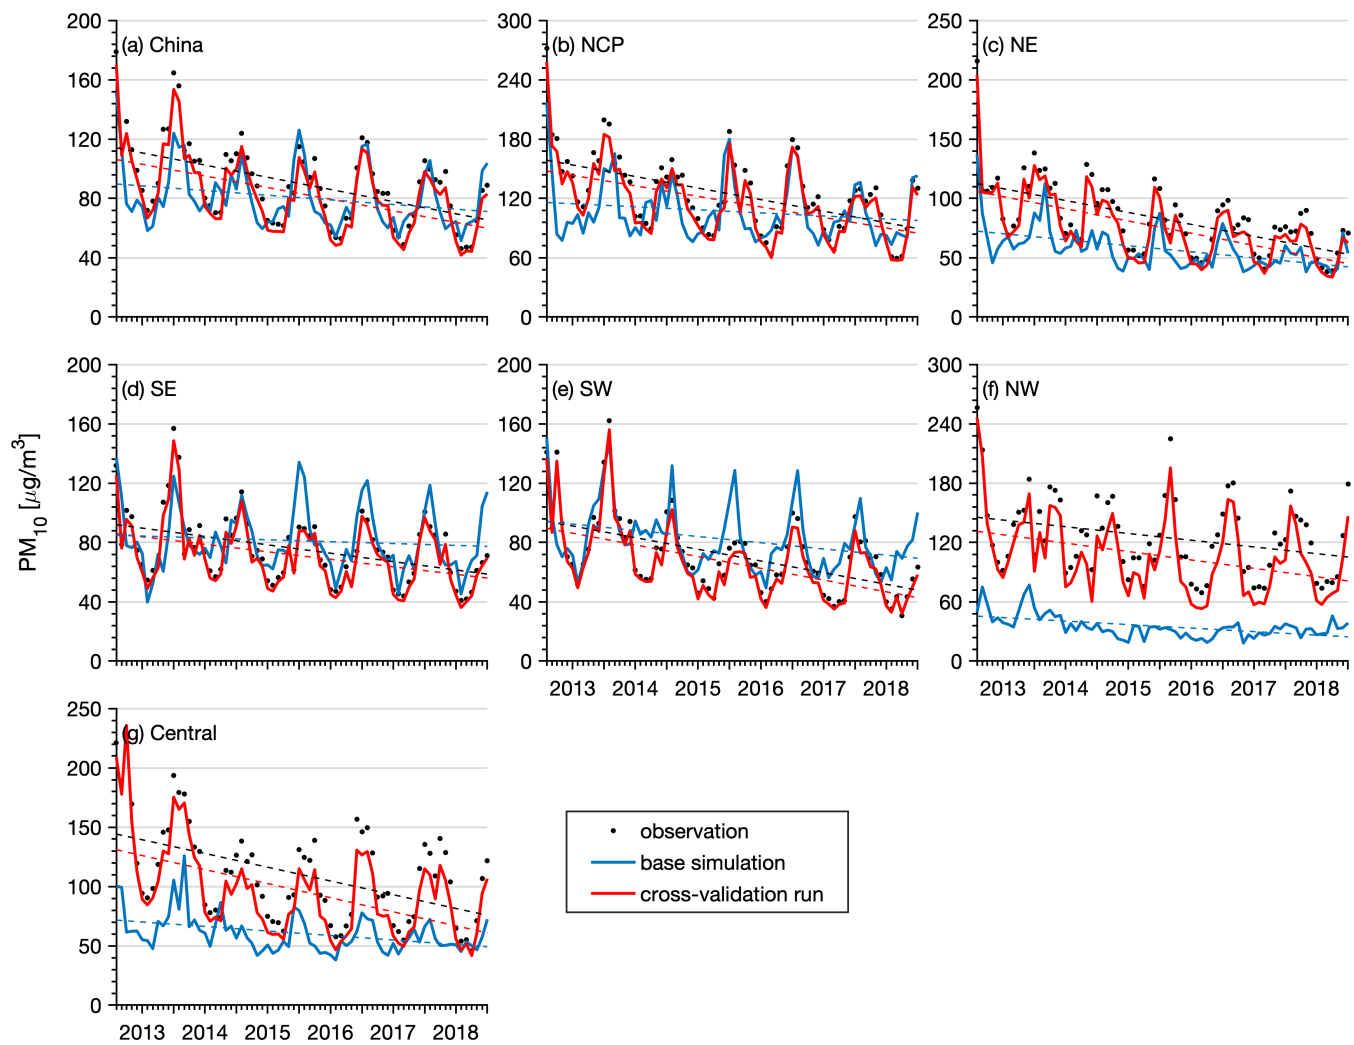 200 160 120 80 40 0
(a) China
300 240 180 120 60 0
(b) NCP
250 200 150 100 50 0
(c) NE
PM10 [μg/m3]
200 160 120 80 40 0
(d) SE
200 160 120 80 40 0
(e) SW
2013 2014 2015 2016 2017 2018
300 240 180 120 60 0
(f) NW
2013 2014 2015 2016 2017 2018
250 200 150 100 50 0
(g) Central
2013 2014 2015 2016 2017 2018
observation
base simulation
cross-validation run